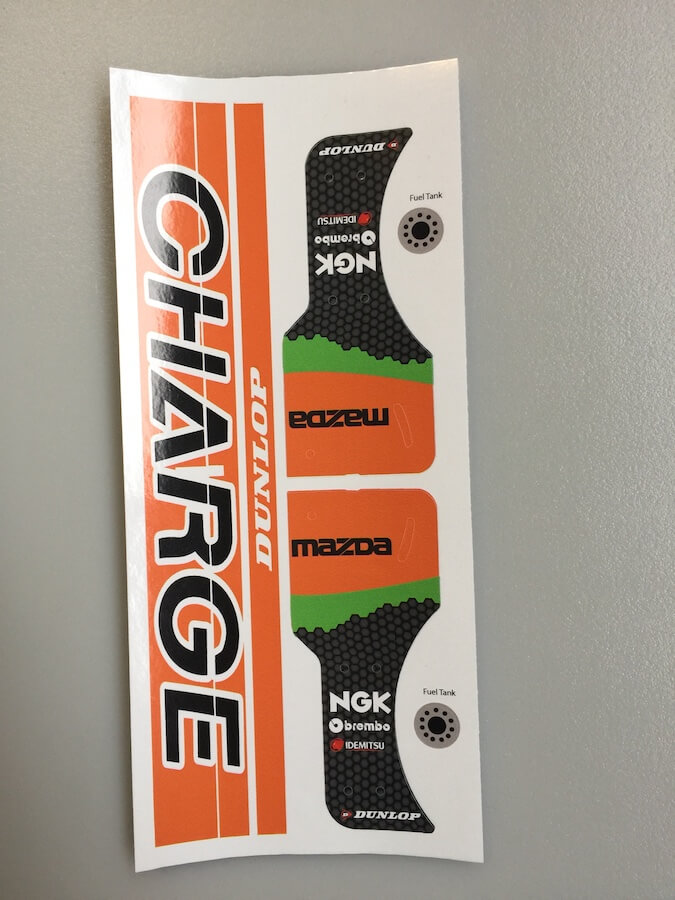 CHARGE
DUNLOP
DUNLOP
IDEMITSU
brembo
NGK
mazda
Fuel Tank
mazda
NGK
brembo
IDEMITSU
DUNLOP
Fuel Tank